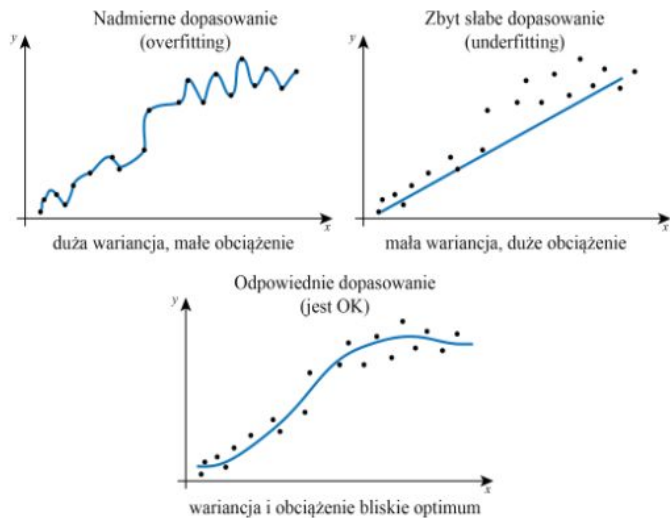 Nadmierne dopasowanie
(overfitting)
y
x
duża wariancja, małe obciążenie
Zbyt słabe dopasowanie
(underfitting)
y
x
mała wariancja, duże obciążenie
Odpowiednie dopasowanie
(jest OK)
y
x
wariancja i obciążenie bliskie optimum